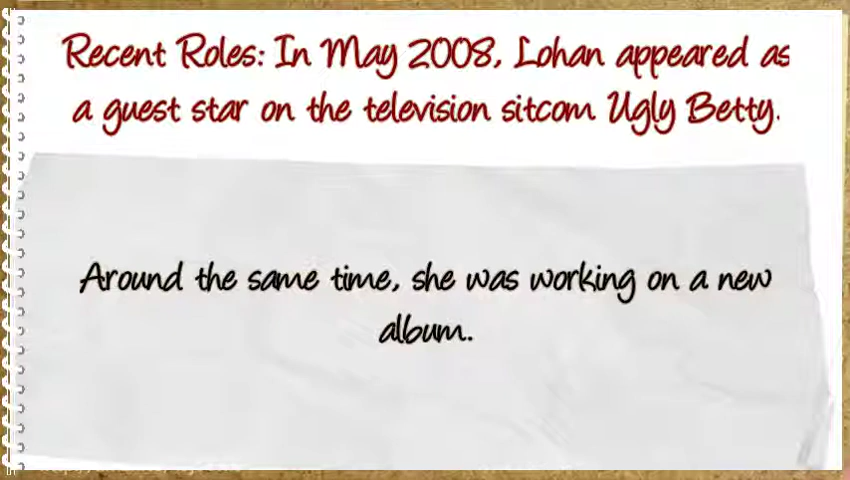 Recent Roles: In May 2008, Lohan appeared as
a guest star on the television sitcom Ugly Betty.
Around the same time, she was working on a new
album.